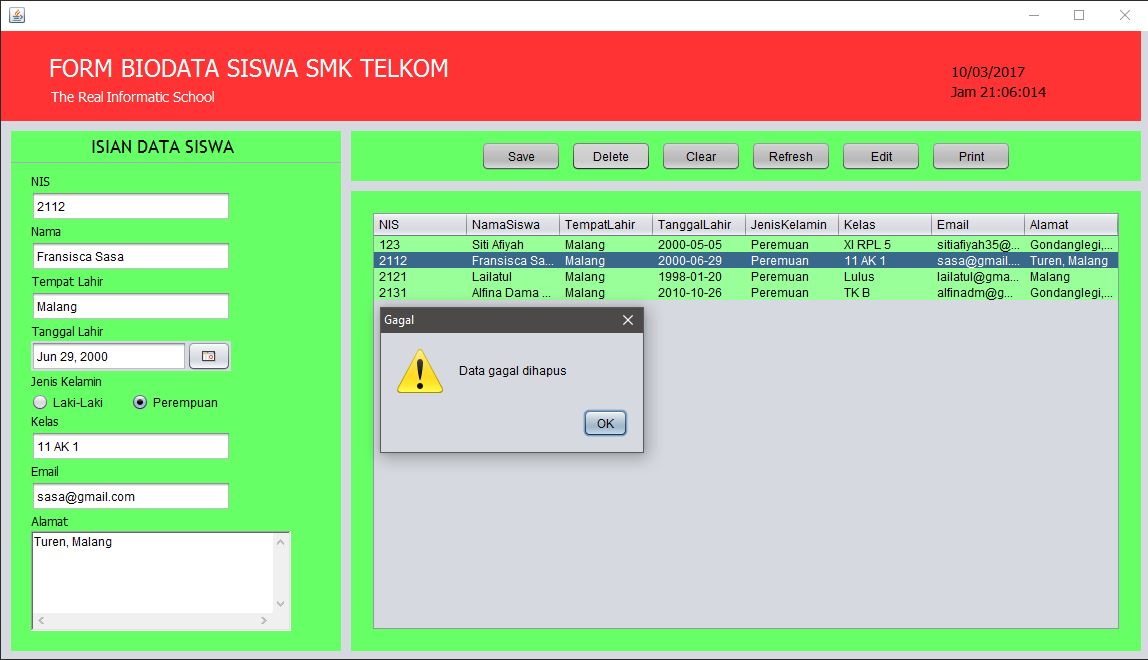 FORM BIODATA SISWA SMK TELKOM
The Real Informatic School
10/03/2017
Jam 21:06:014
ISIAN DATA SISWA
NIS
2112
Nama
Fransisca Sasa
Tempat Lahir
Malang
Tanggal Lahir
Jun 29, 2000
Jenis Kelamin
Laki-Laki Perempuan
Kelas
11 AK 1
Email
sasa@gmail.com
Alamat
Turen, Malang
Save Delete Clear Refresh Edit Print
NIS NamaSiswa TempatLahir TanggalLahir JenisKelamin Kelas Email Alamat
123 Siti Afiyah Malang 2000-05-05 Peremuan XI RPL 5 sitiafiyah35@... Gondanglegi,...
2112 Fransisca Sa... Malang 2000-06-29 Peremuan 11 AK 1 sasa@gmail.... Turen, Malang
2121 Lailatul Malang 1998-01-20 Peremuan Lulus lailatul@gma... Malang
2131 Alfina Dama ... Malang 2010-10-26 Peremuan TK B alfinadm@g... Gondanglegi,...
Gagal
Data gagal dihapus
OK